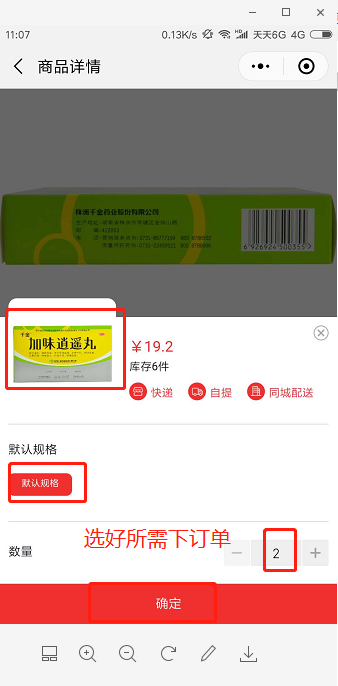 11:07
0.13K/s
天天6G 4G
商品详情
株洲千金药业股份有限公司
6 926924 500355
千金
加味逍遥丸
￥19.2
库存6件
快递 自提 同城配送
默认规格
默认规格
选好所需下订单
数量
2
确定